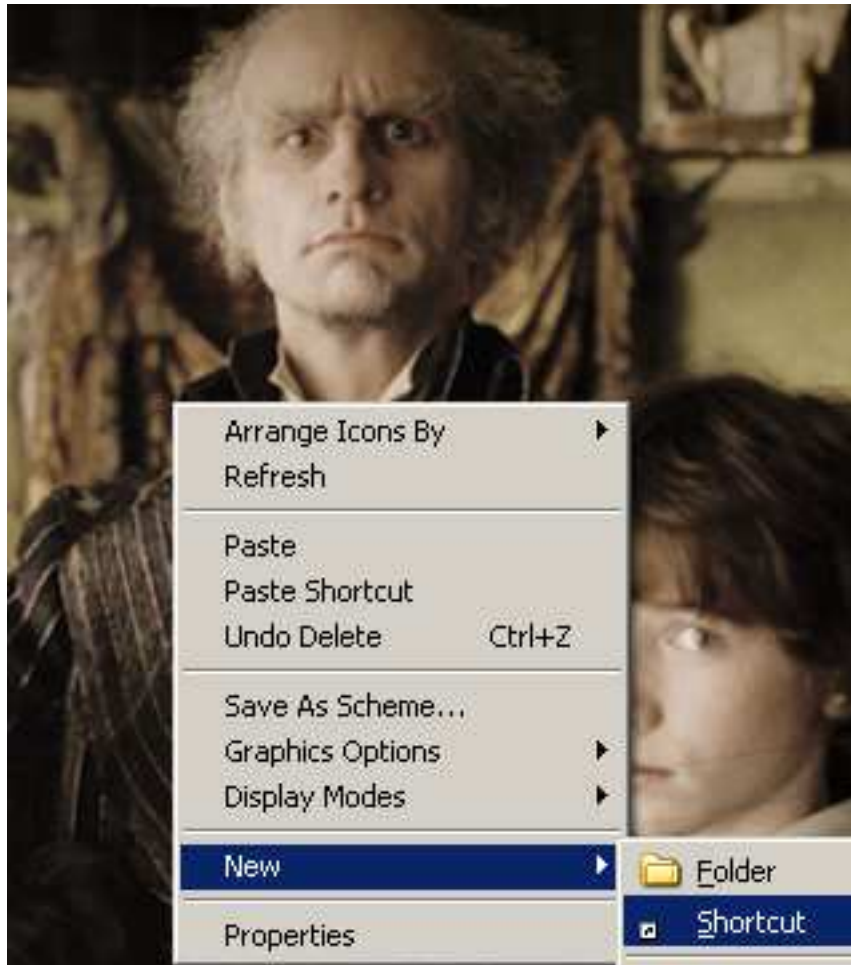 Arrange Icons By
Refresh
Paste
Paste Shortcut
Undo Delete Ctrl+Z
Save As Scheme...
Graphics Options
Display Modes
New
Folder
Shortcut
Properties